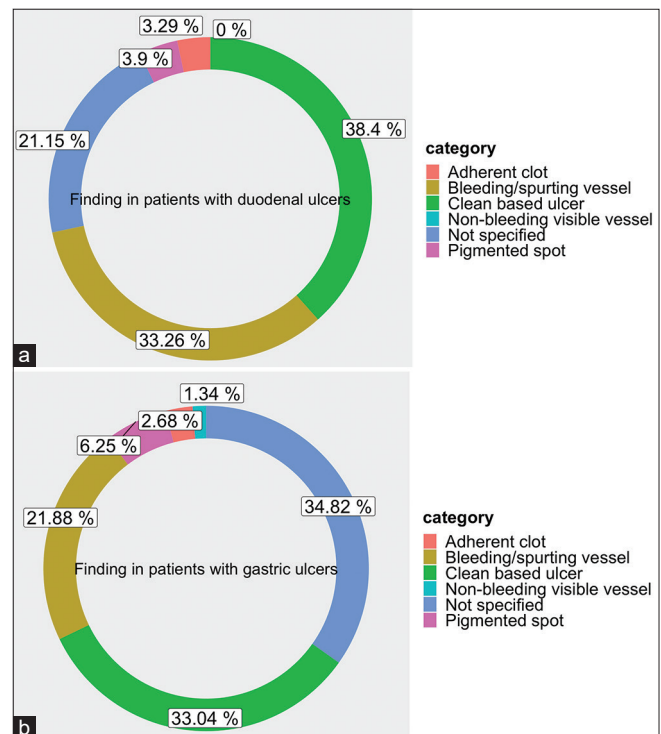 3.29 %
0 %
3.9 %
38.4 %
21.15 %
Finding in patients with duodenal ulcers
33.26 %
a
category
Adherent clot
Bleeding/spurting vessel
Clean based ulcer
Non-bleeding visible vessel
Not specified
Pigmented spot
1.34 %
2.68 %
6.25 %
34.82 %
21.88 %
Finding in patients with gastric ulcers
33.04 %
b
category
Adherent clot
Bleeding/spurting vessel
Clean based ulcer
Non-bleeding visible vessel
Not specified
Pigmented spot